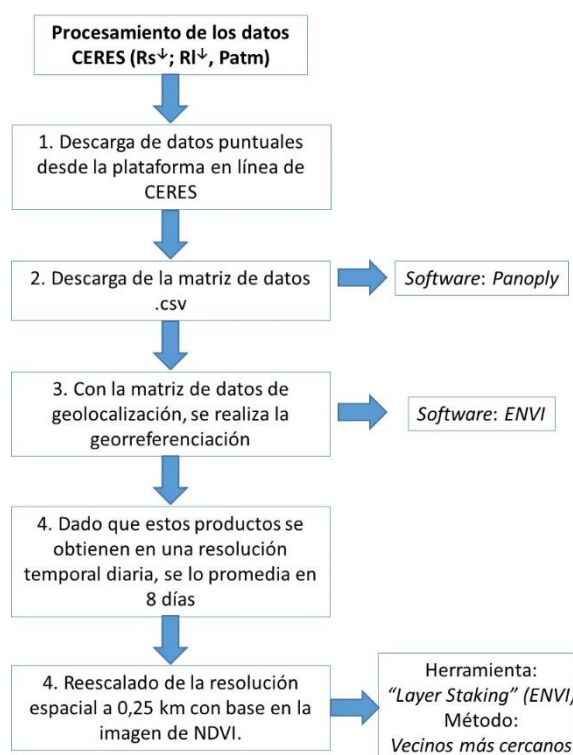 Procesamiento de los datos
CERES (Rs↓; Rl↓, Patm)
1. Descarga de datos puntuales
desde la plataforma en línea de
CERES
2. Descarga de la matriz de datos
.csv
Software: Panoply
3. Con la matriz de datos de
geolocalización, se realiza la
georreferenciación
Software: ENVI
4. Dado que estos productos se
obtienen en una resolución
temporal diaria, se lo promedia en
8 días
4. Reescalado de la resolución
espacial a 0,25 km con base en la
imagen de NDVI.
Herramienta:
“Layer Staking” (ENVI)
Método:
Vecinos más cercanos